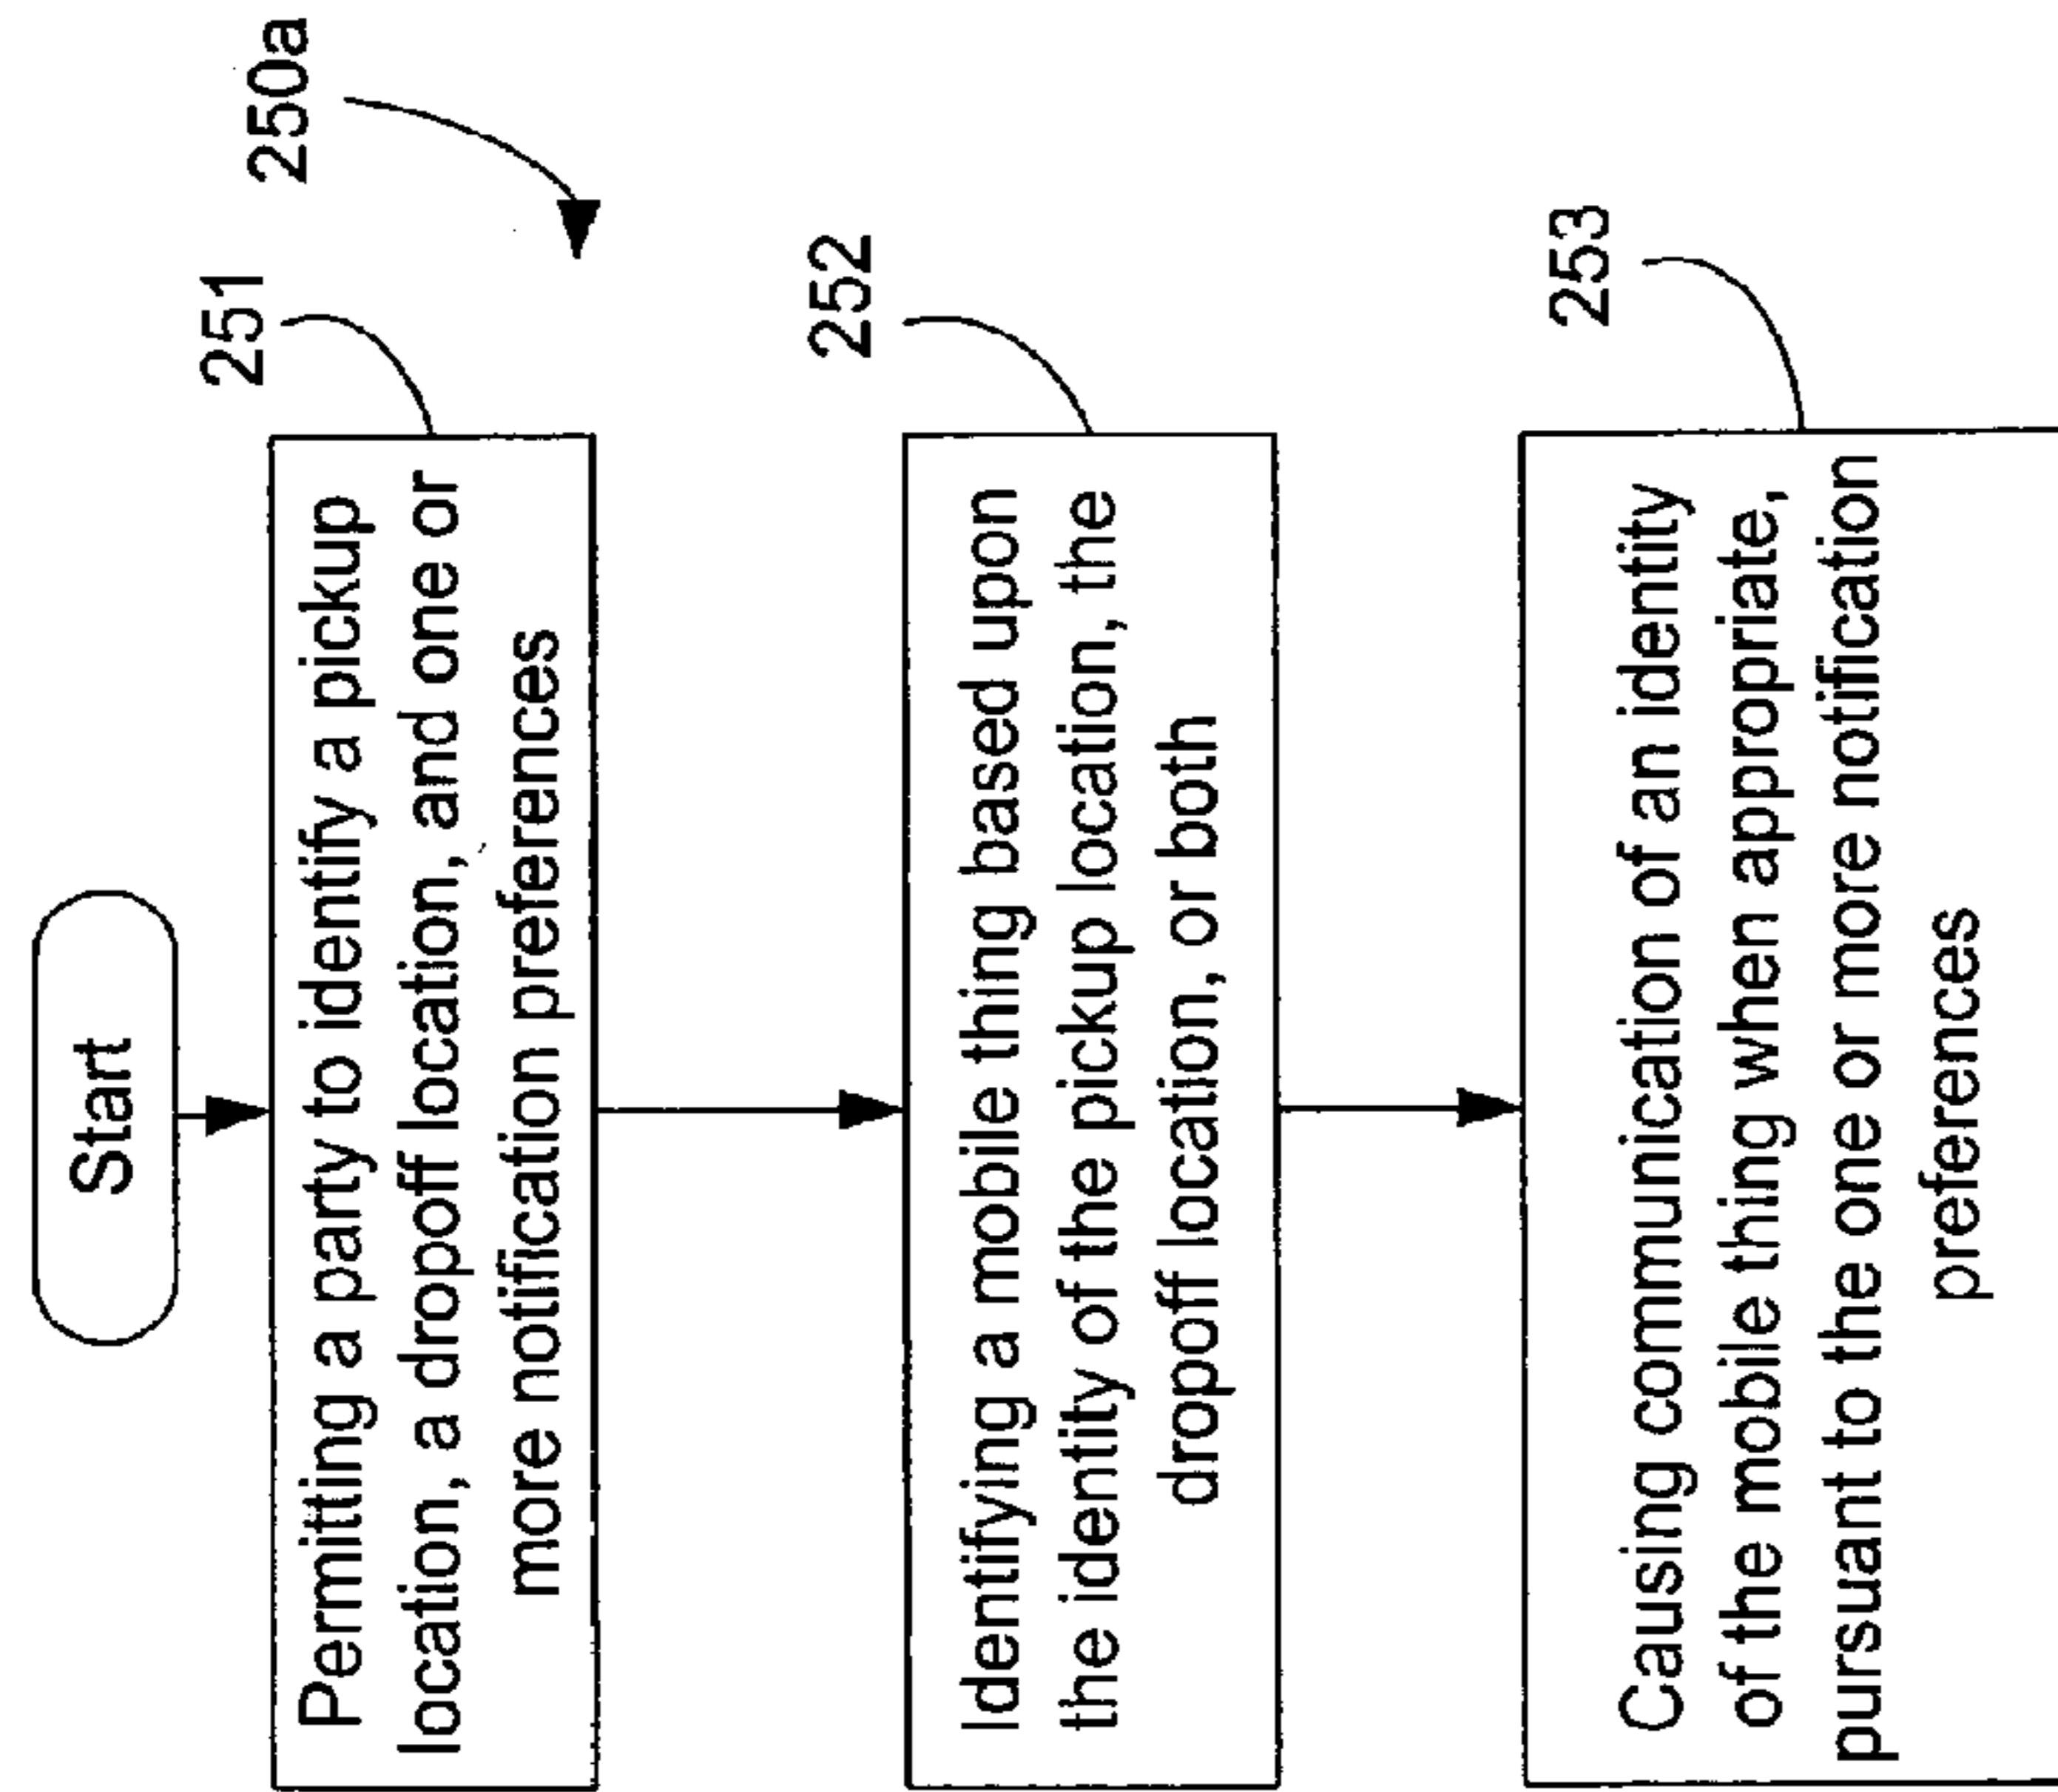 Start
250a
251
Permitting a party to identify a pickup
location, a dropoff location, and one or
more notification preferences
252
Identifying a mobile thing based upon
the identity of the pickup location, the
dropoff location, or both
253
Causing communication of an identity
of the mobile thing when appropriate,
pursuant to the one or more notification
preferences